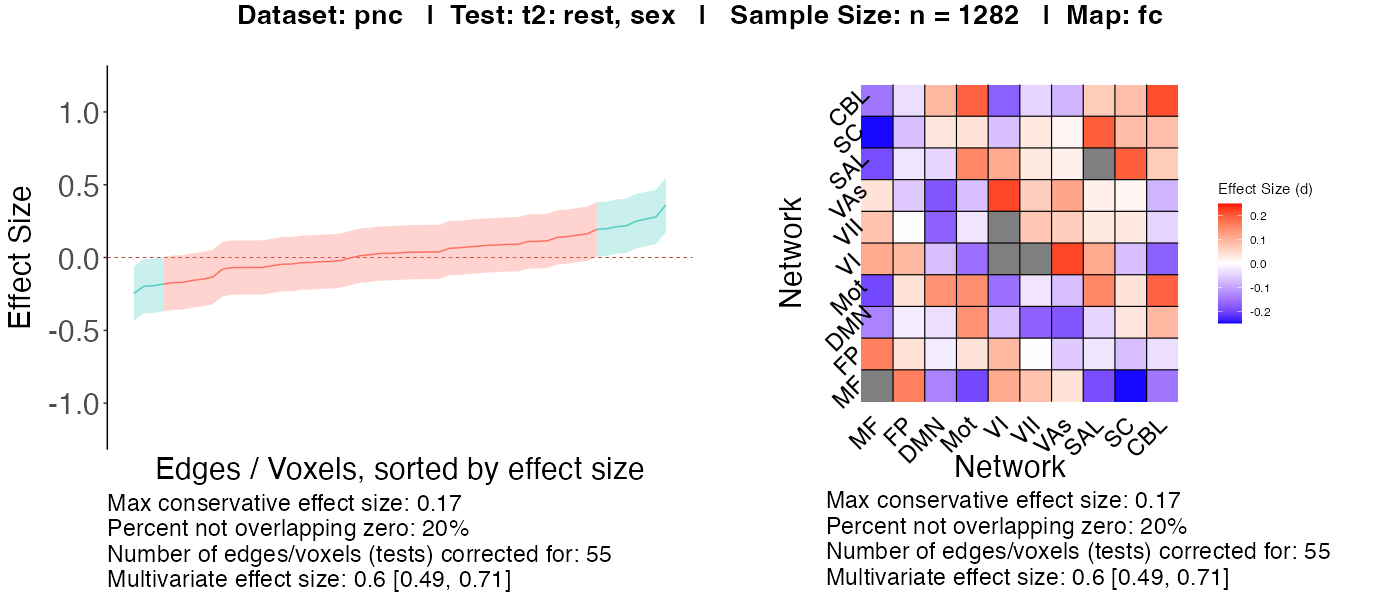 Dataset: pnc | Test: t2: rest, sex | Sample Size: n = 1282 | Map: fc
Effect Size
1.0
0.5
0.0
-0.5
-1.0
Edges / Voxels, sorted by effect size
Max conservative effect size: 0.17
Percent not overlapping zero: 20%
Number of edges/voxels (tests) corrected for: 55
Multivariate effect size: 0.6 [0.49, 0.71]
Network
CBL
SC
SAL
VAs
VII
VI
Mot
DMN
FP
MF
MF FP DMN Mot VI VII VAs SAL SC CBL
Network
Effect Size (d)
0.2
0.1
0.0
-0.1
-0.2
Max conservative effect size: 0.17
Percent not overlapping zero: 20%
Number of edges/voxels (tests) corrected for: 55
Multivariate effect size: 0.6 [0.49, 0.71]